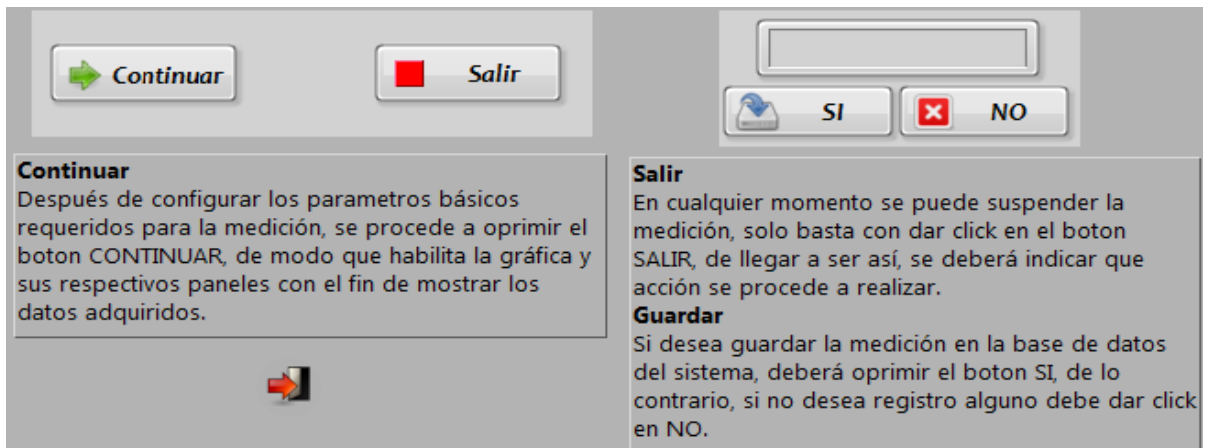 Continuar
Salir
SI
NO
Continuar
Después de configurar los parametros básicos
requeridos para la medición, se procede a oprimir el
boton CONTINUAR, de modo que habilita la gráfica y
sus respectivos paneles con el fin de mostrar los
datos adquiridos.
Salir
En cualquier momento se puede suspender la
medición, solo basta con dar click en el boton
SALIR, de llegar a ser así, se deberá indicar que
acción se procede a realizar.
Guardar
Si desea guardar la medición en la base de datos
del sistema, deberá oprimir el boton SI, de lo
contrario, si no desea registro alguno debe dar click
en NO.